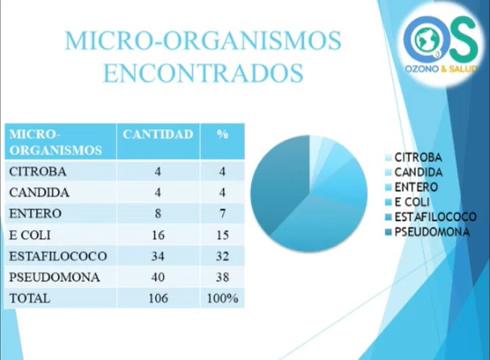 MICRO-ORGANISMOS
ENCONTRADOS
OS
OZONO & SALUD
MICRO-
ORGANISMOS CANTIDAD %
CITROBA 4 4
CANDIDA 4 4
ENTERO 8 7
E COLI 16 15
ESTAFILOCOCO 34 32
PSEUDOMONA 40 38
TOTAL 106 100%
CITROBA
CANDIDA
ENTERO
E COLI
ESTAFILOCOCO
PSEUDOMONA